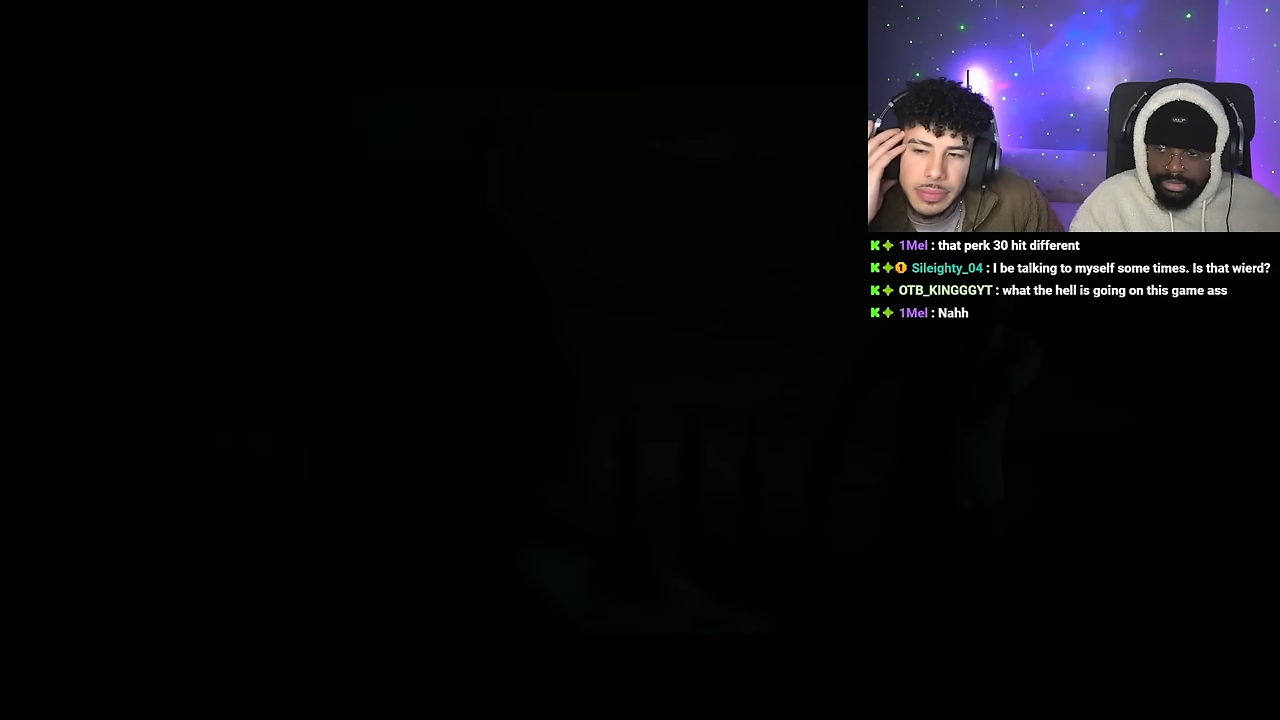 1Mel : that perk 30 hit different
Sileighty_04 : I be talking to myself some times. Is that wierd?
OTB_KINGGGYT : what the hell is going on this game ass
1Mel : Nahh